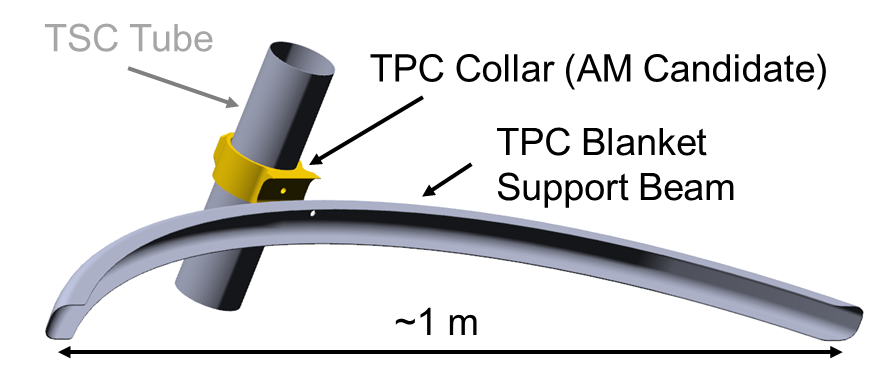 TSC Tube
TPC Collar (AM Candidate)
TPC Blanket
Support Beam
~1 m